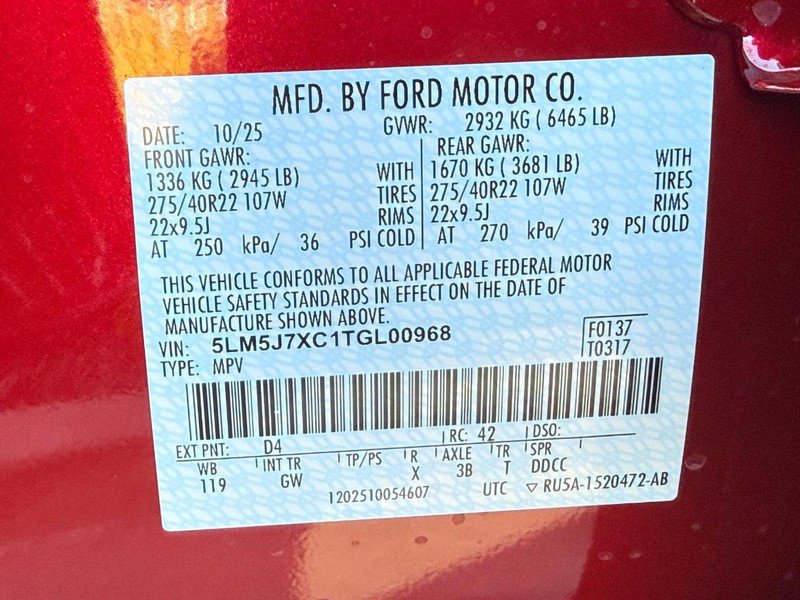 MFD. BY FORD MOTOR CO.
DATE: 10/25 GVWR: 2932 KG ( 6465 LB)
FRONT GAWR: REAR GAWR:
1336 KG ( 2945 LB) WITH 1670 KG ( 3681 LB) WITH
275/40R22 107W TIRES 275/40R22 107W TIRES
22x9.5J RIMS 22x9.5J RIMS
AT 250 kPa/ 36 PSI COLD AT 270 kPa/ 39 PSI COLD
THIS VEHICLE CONFORMS TO ALL APPLICABLE FEDERAL MOTOR
VEHICLE SAFETY STANDARDS IN EFFECT ON THE DATE OF
MANUFACTURE SHOWN ABOVE.
VIN: 5LM5J7XC1TGL00968 F0137
TYPE: MPV T0317
EXT PNT: D4 RC: 42 DSO:
WB INT TR TP/PS R AXLE TR SPR
119 GW X 3B T DDCC
1202510054607 UTC ▽ RU5A-1520472-AB